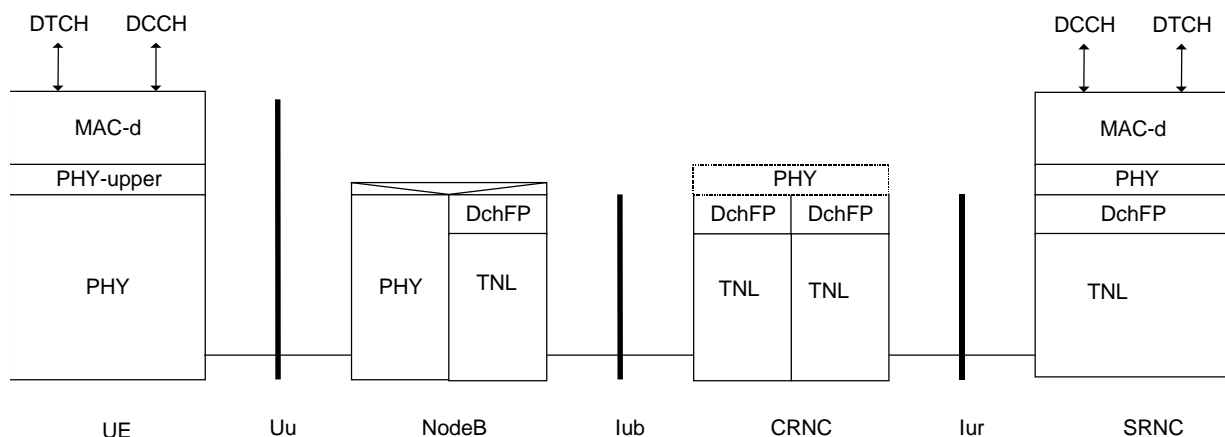 DTCH DCCH DCCH DTCH
MAC-d MAC-d
PHY-upper PHY PHY
DchFP DchFP DchFP DchFP
PHY PHY TNL TNL TNL TNL
UE Uu NodeB Iub CRNC Iur SRNC